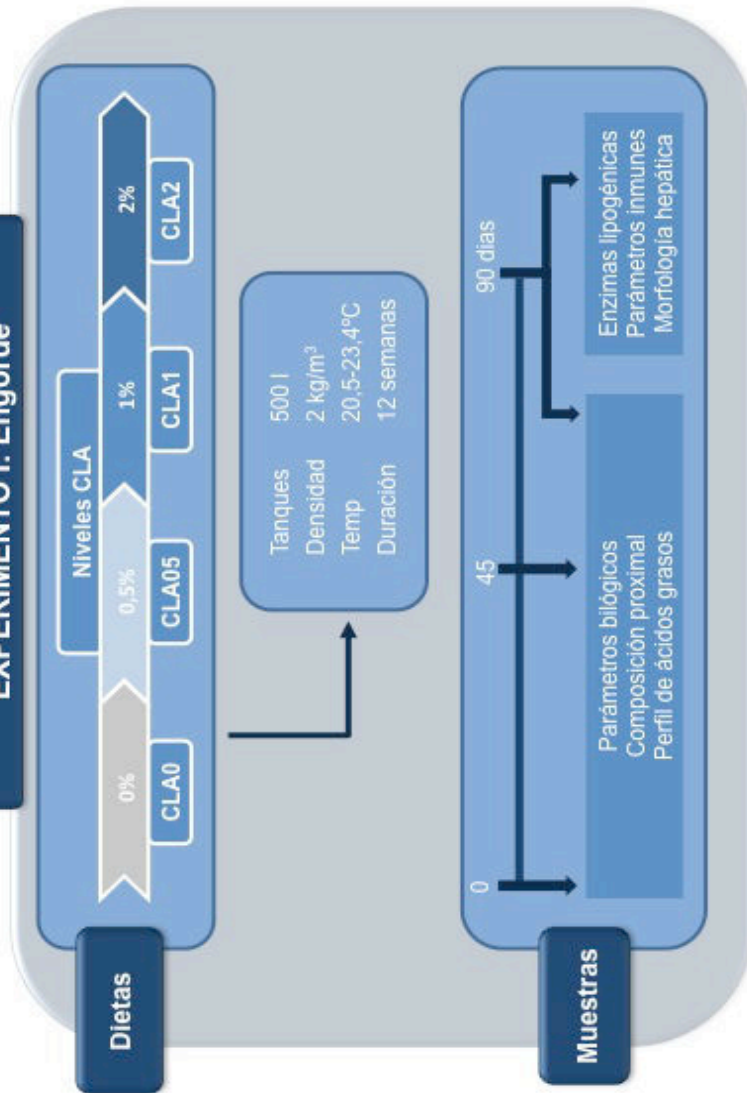 EXPERIMENTO I: Engorde
Dietas
Niveles CLA
0%
0,5%
1%
2%
CLA0
CLA05
CLA1
CLA2
Tanques 500 l
Densidad 2 kg/m³
Temp 20,5-23,4ºC
Duración 12 semanas
Muestras
0
45
90 dias
Parámetros bilógicos
Composición proximal
Perfil de ácidos grasos
Enzimas lipogénicas
Parámetros inmunes
Morfología hepática